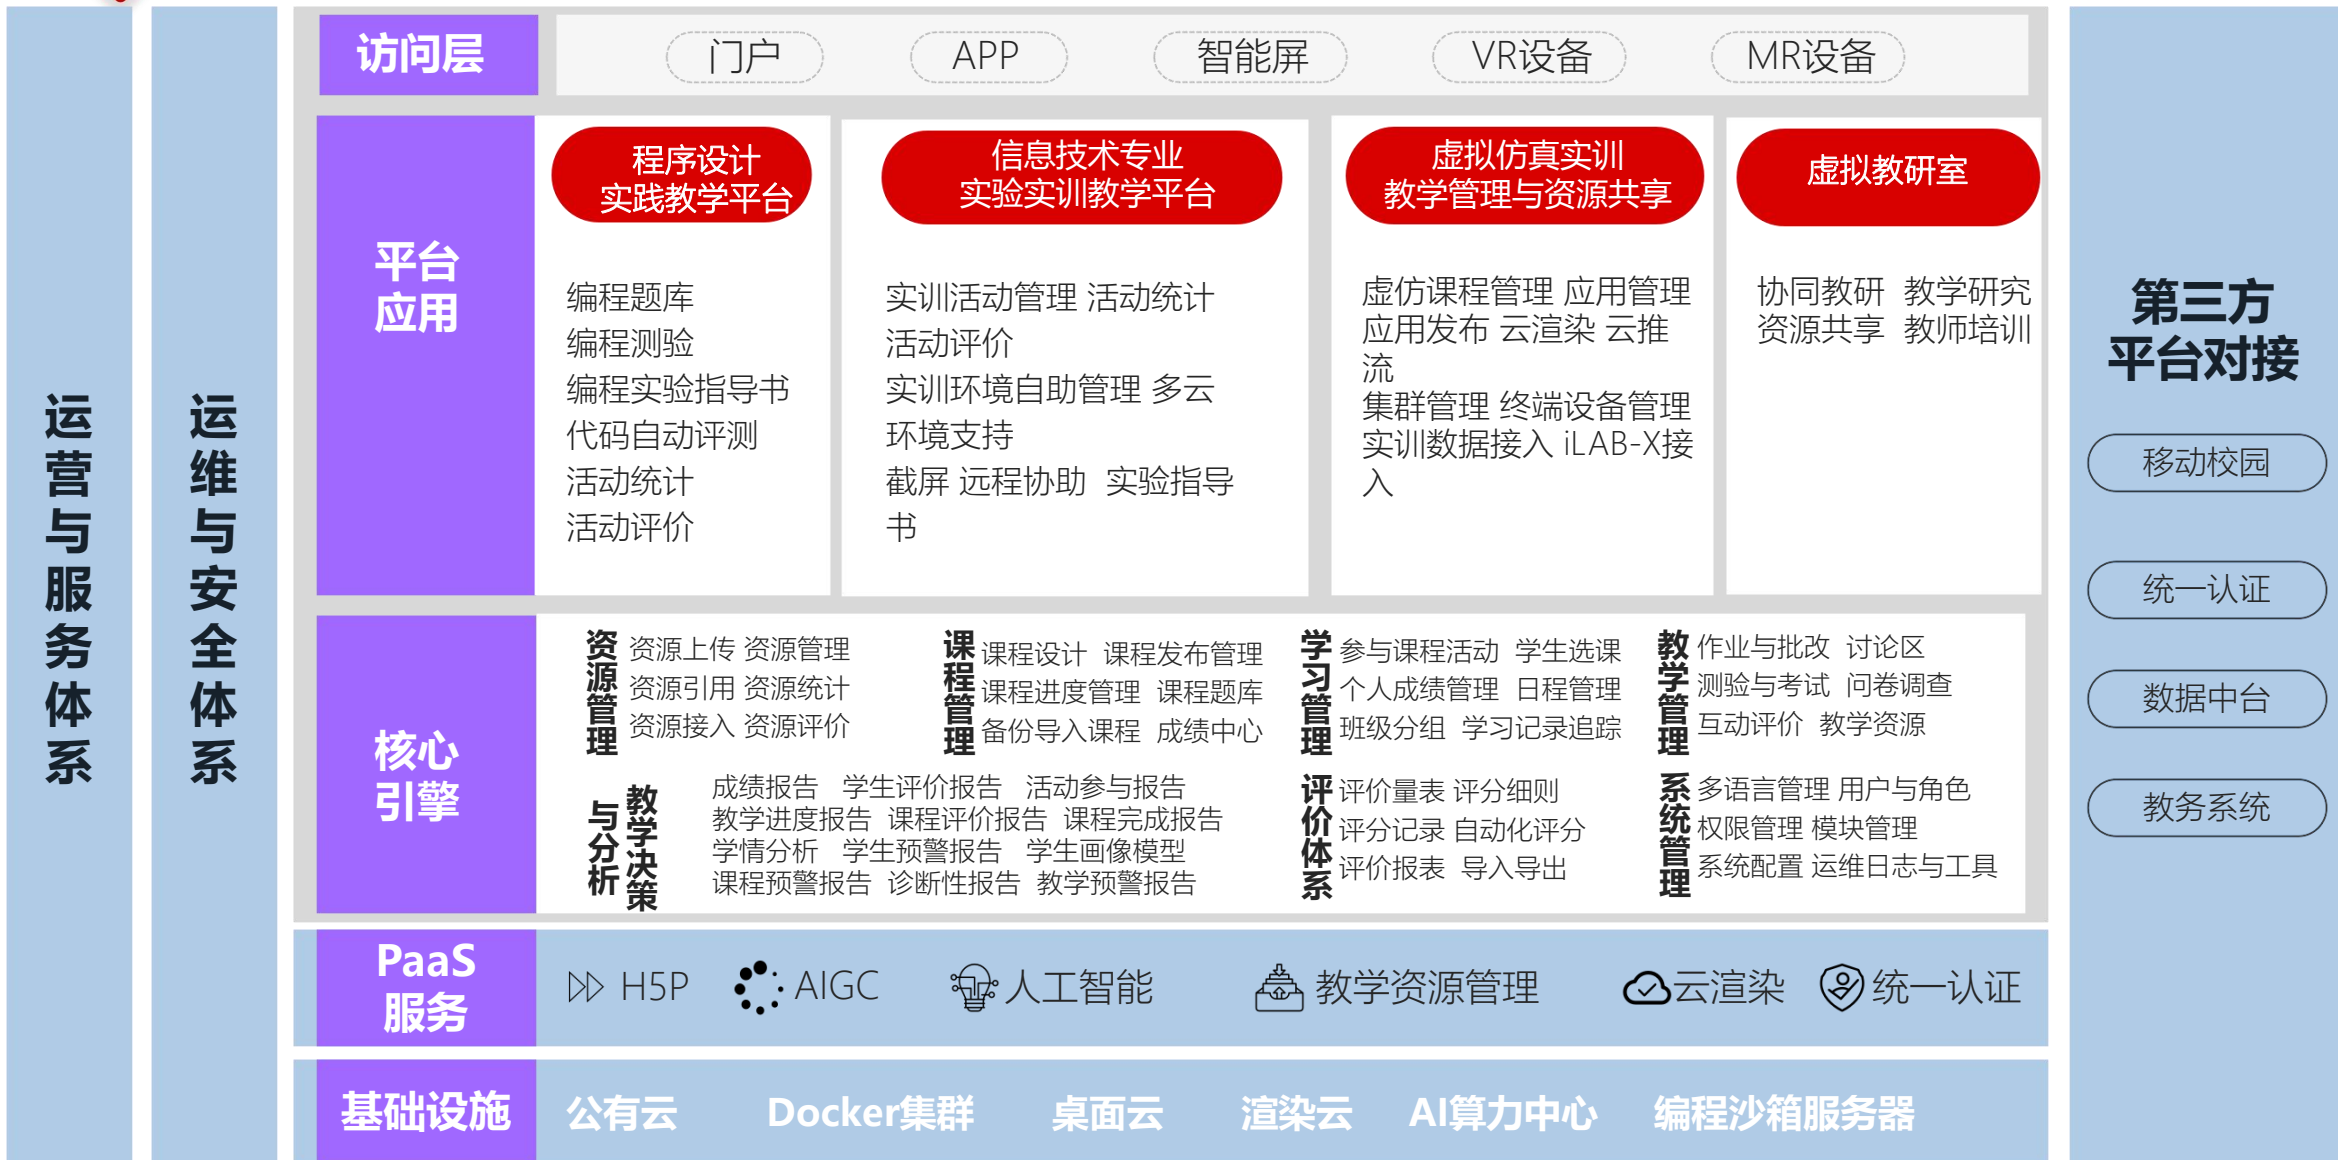 运营与服务体系
运维与安全体系
访问层
门户
APP
智能屏
VR设备
MR设备
平台
应用
程序设计
实践教学平台
编程题库
编程测验
编程实验指导书
代码自动评测
活动统计
活动评价
信息技术专业
实验实训教学平台
实训活动管理 活动统计
活动评价
实训环境自助管理 多云
环境支持
截屏 远程协助 实验指导
书
虚拟仿真实训
教学管理与资源共享
虚仿课程管理 应用管理
应用发布 云渲染 云推
流
集群管理 终端设备管理
实训数据接入 iLAB-X接
入
虚拟教研室
协同教研 教学研究
资源共享 教师培训
核心
引擎
资源管理
资源上传 资源管理
资源引用 资源统计
资源接入 资源评价
课程管理
课程设计 课程发布管理
课程进度管理 课程题库
备份导入课程 成绩中心
学习管理
参与课程活动 学生选课
个人成绩管理 日程管理
班级分组 学习记录追踪
教学管理
作业与批改 讨论区
测验与考试 问卷调查
互动评价 教学资源
教学决策
与分析
成绩报告 学生评价报告 活动参与报告
教学进度报告 课程评价报告 课程完成报告
学情分析 学生预警报告 学生画像模型
课程预警报告 诊断性报告 教学预警报告
评价体系
评价量表 评分细则
评分记录 自动化评分
评价报表 导入导出
系统管理
多语言管理 用户与角色
权限管理 模块管理
系统配置 运维日志与工具
PaaS
服务
H5P
AIGC
人工智能
教学资源管理
云渲染
统一认证
基础设施
公有云
Docker集群
桌面云
渲染云
AI算力中心
编程沙箱服务器
第三方
平台对接
移动校园
统一认证
数据中台
教务系统